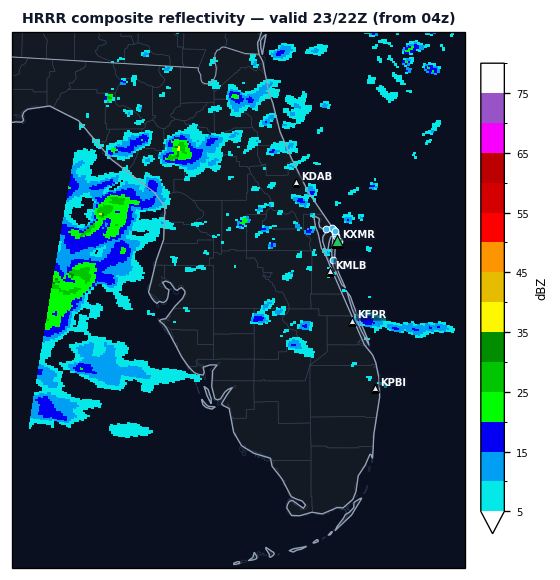 HRRR composite reflectivity — valid 23/22Z (from 04z)
KDAB
KXMR
KMLB
KFPR
KPBI
75
65
55
45
35
25
15
5
dBZ